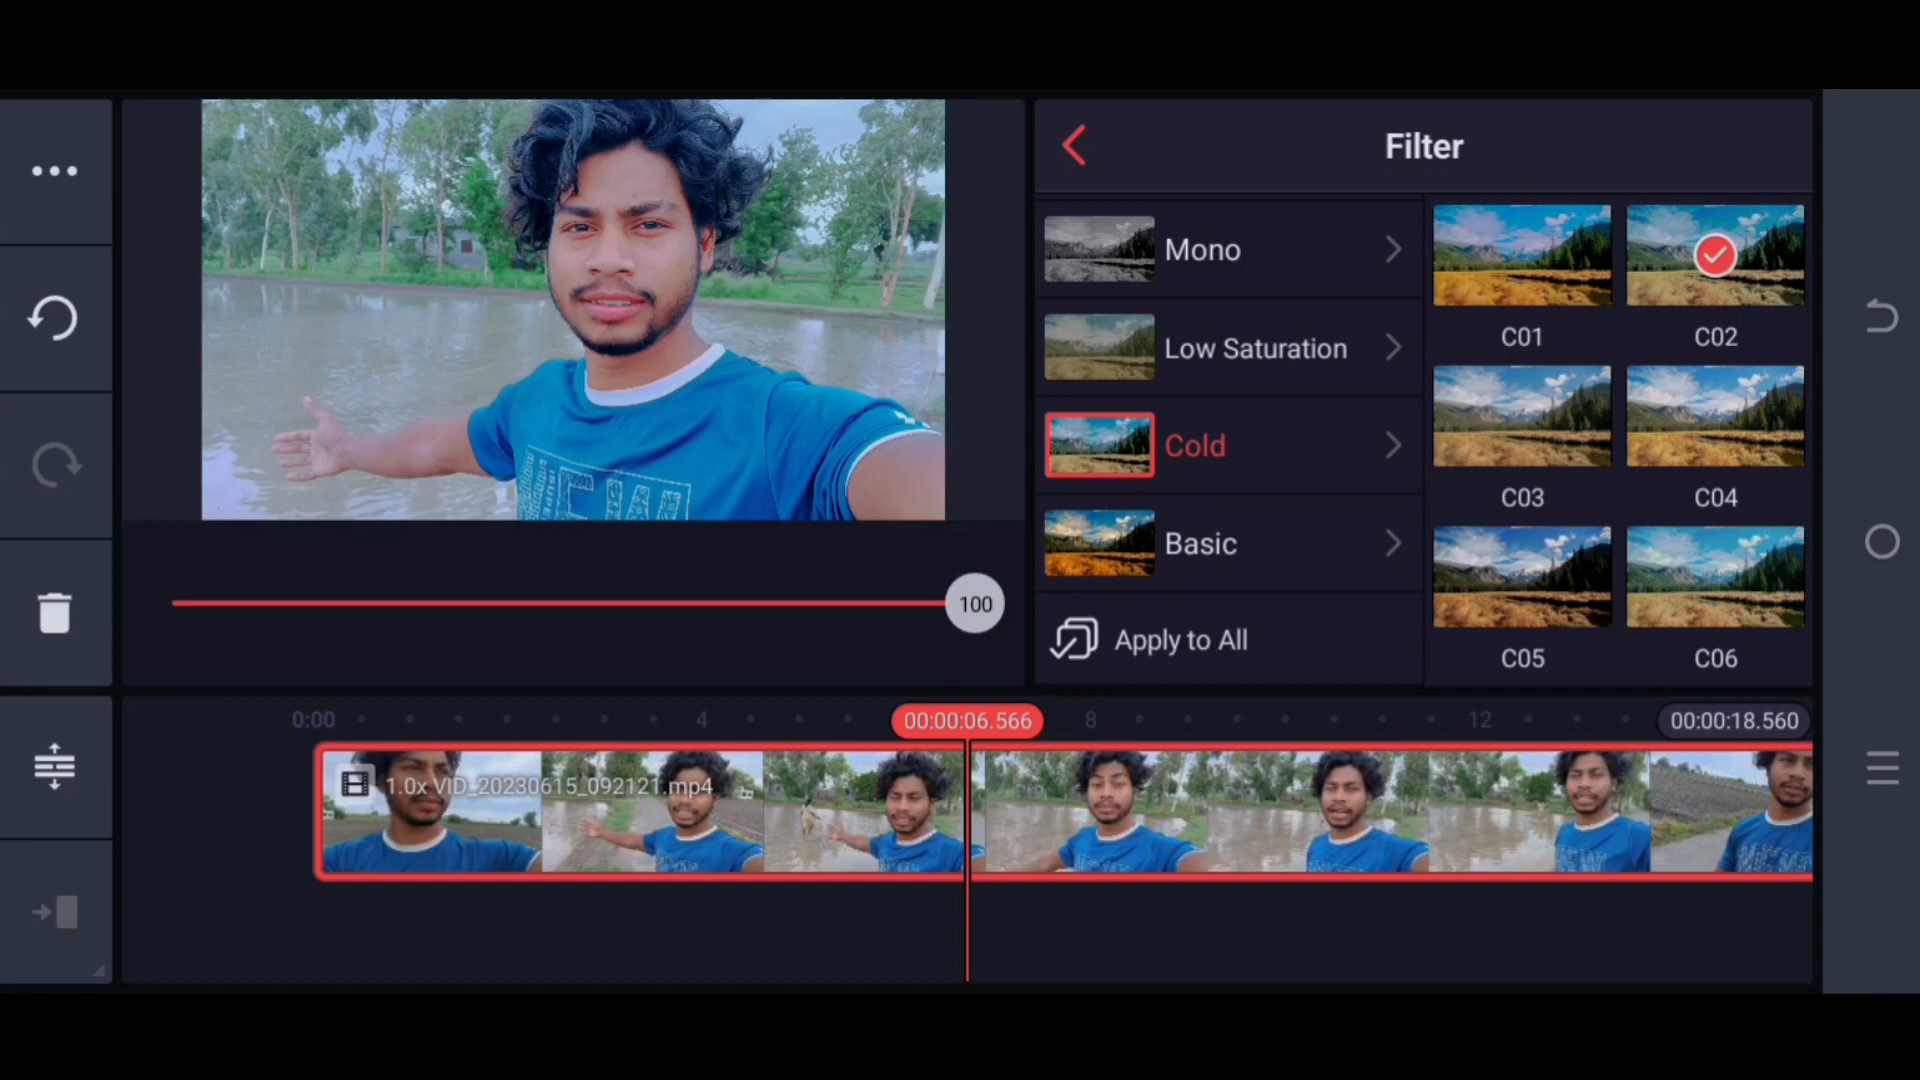 Filter
Mono
Low Saturation
Cold
Basic
Apply to All
C01
C02
C03
C04
C05
C06
100
0:00
4
00:00:06.566
8
12
00:00:18.560
1.0x VID_20230615_092121.mp4